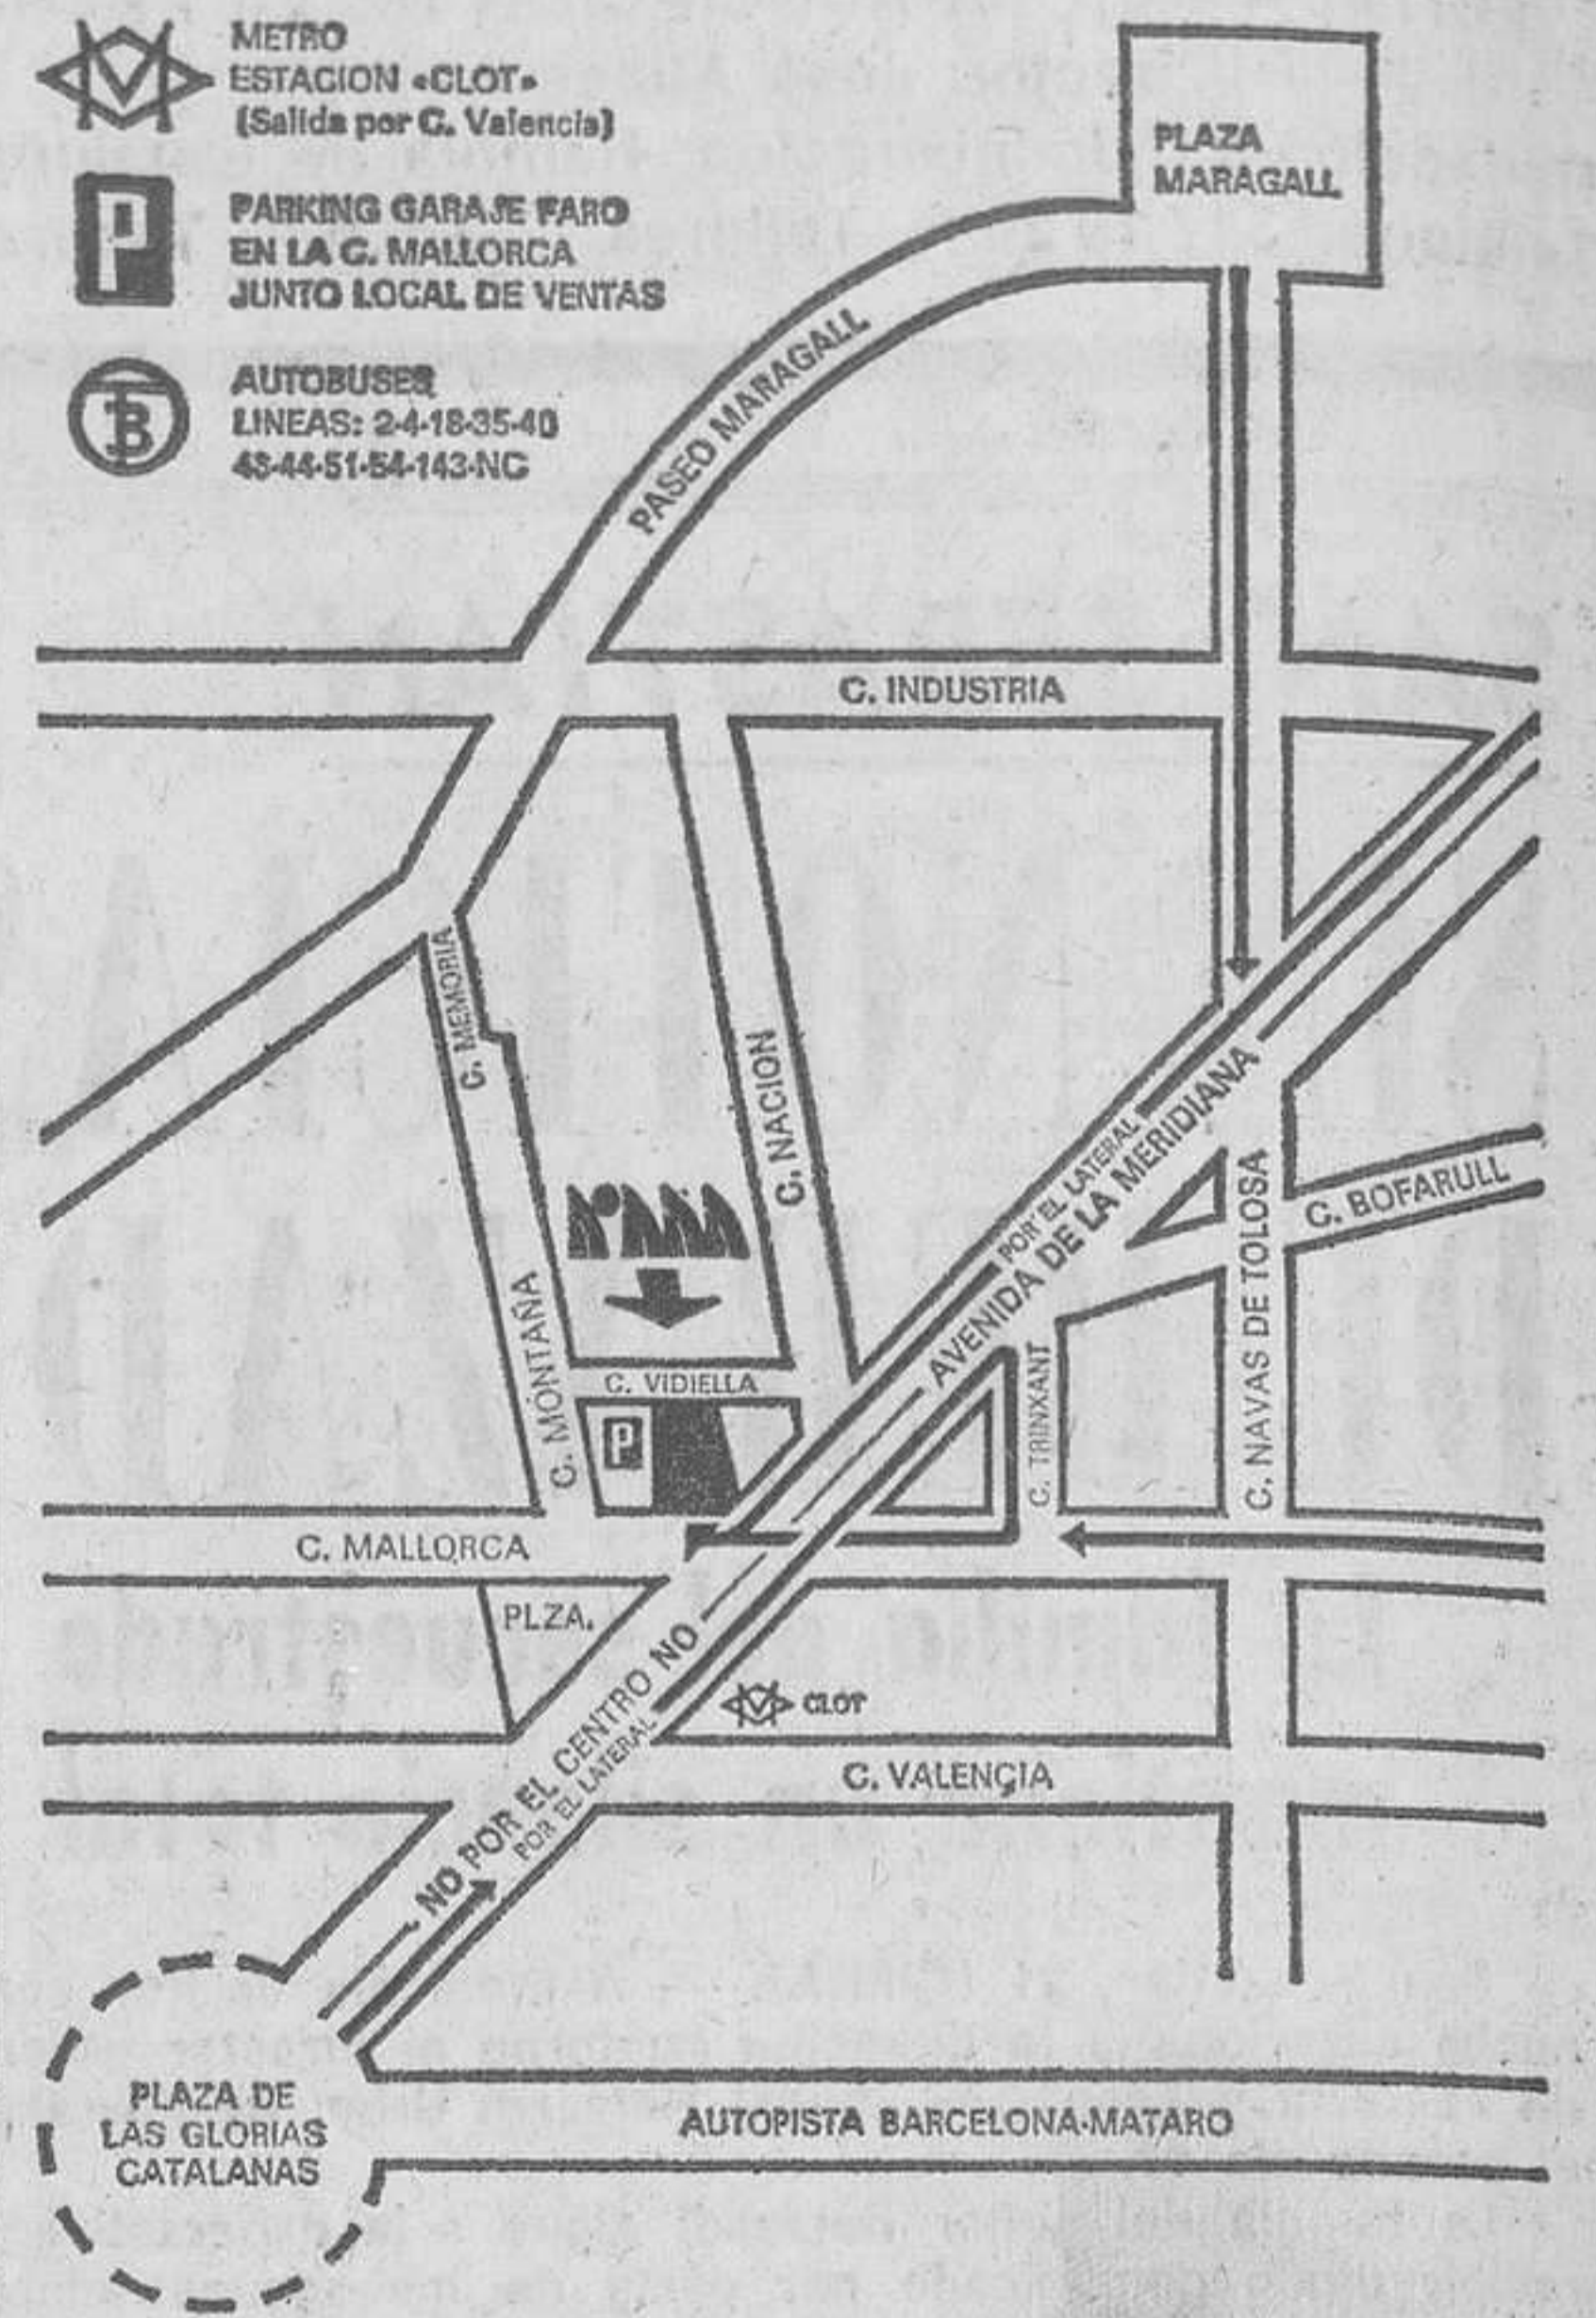 METRO
ESTACION «CLOT»
(Salida por C. Valencia)
P
PARKING GARAJE FARO
EN LA C. MALLORCA
JUNTO LOCAL DE VENTAS
AUTOBUSES
LINEAS: 2-4-18-35-40
43-44-51-54-143-NC
PLAZA
MARAGALL
PASEO MARAGALL
C. INDUSTRIA
C. MEMORIA
C. NACION
POR EL LATERAL
AVENIDA DE LA MERIDIANA
C. BOFARULL
C. NAVAS DE TOLOSA
C. MONTAÑA
C. VIDIELLA
P
C. TRINXANT
C. MALLORCA
PLZA.
NO POR EL CENTRO NO
POR EL LATERAL
CLOT
C. VALENCIA
PLAZA DE
LAS GLORIAS
CATALANAS
AUTOPISTA BARCELONA-MATARO